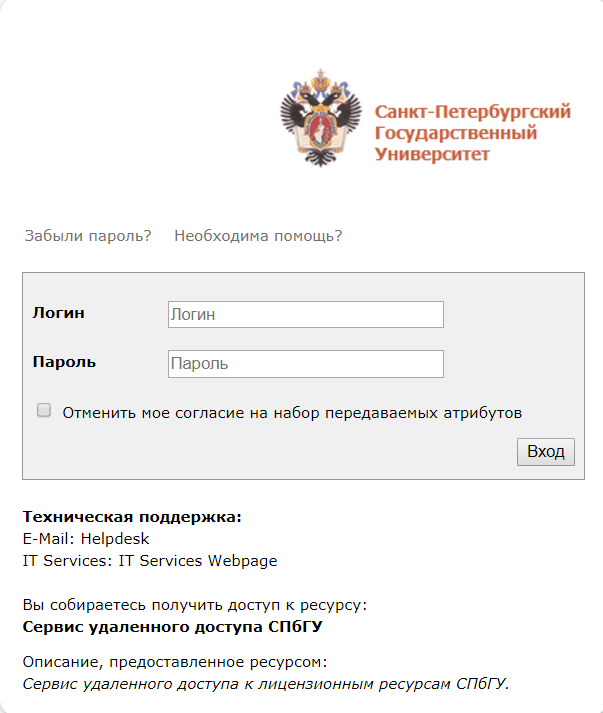 Санкт-Петербургский
Государственный
Университет
Забыли пароль? Необходима помощь?
Логин Логин
Пароль Пароль
Отменить мое согласие на набор передаваемых атрибутов
Вход
Техническая поддержка:
E-Mail: Helpdesk
IT Services: IT Services Webpage
Вы собираетесь получить доступ к ресурсу:
Сервис удаленного доступа СПбГУ
Описание, предоставленное ресурсом:
Сервис удаленного доступа к лицензионным ресурсам СПбГУ.